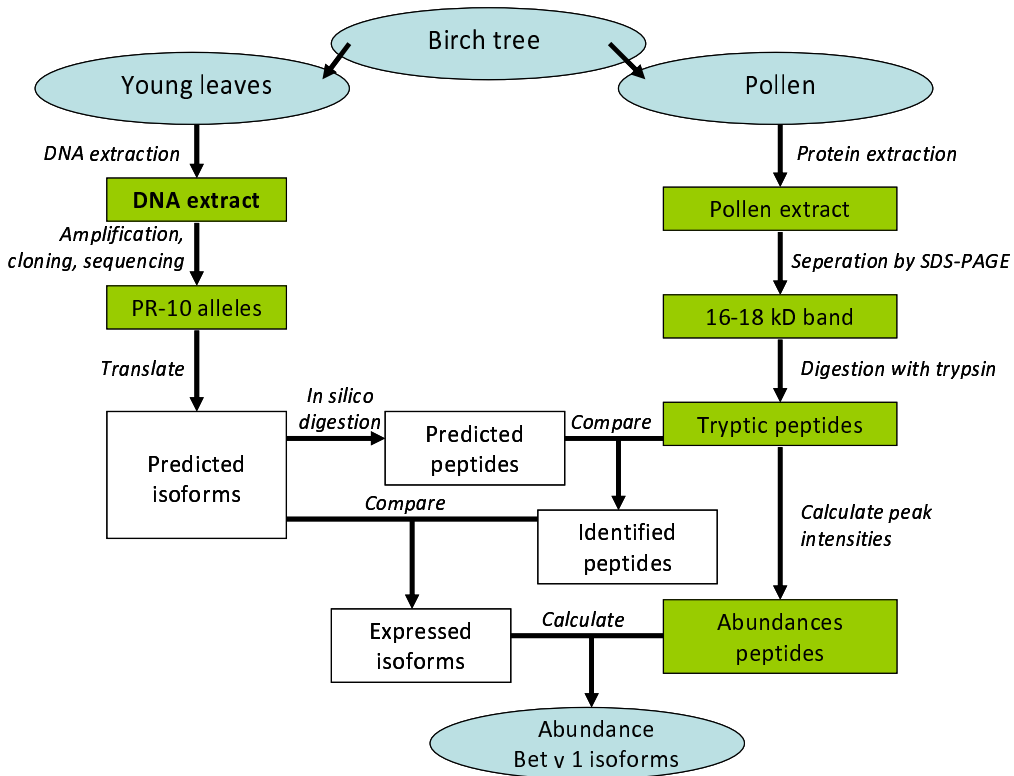 Birch tree
Young leaves
Pollen
DNA extraction
Protein extraction
DNA extract
Pollen extract
Amplification,
cloning, sequencing
Seperation by SDS-PAGE
PR-10 alleles
16-18 kD band
Translate
Digestion with trypsin
In silico
digestion
Predicted
isoforms
Predicted
peptides
Compare
Tryptic peptides
Compare
Identified
peptides
Calculate peak
intensities
Expressed
isoforms
Calculate
Abundances
peptides
Abundance
Bet v 1 isoforms